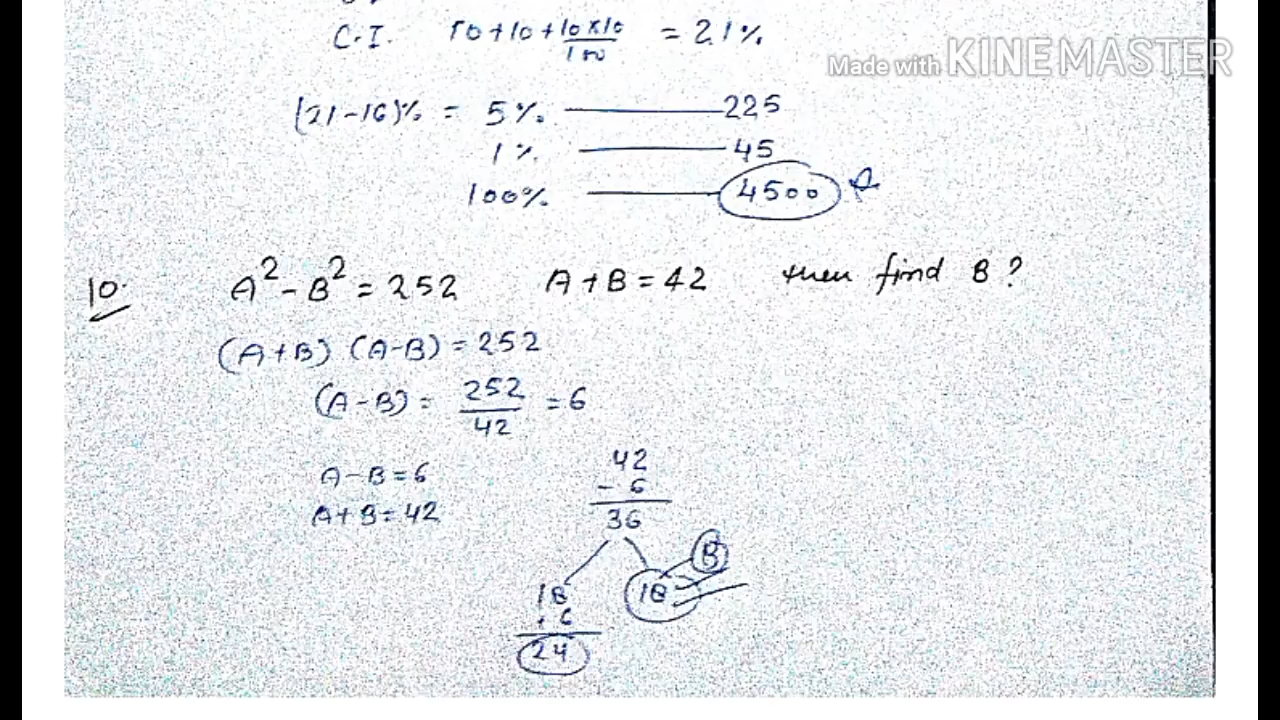 C.I. 10+10+10×10/100 = 21%
Made with KINEMASTER
(21-16)% = 5% 225
1% 45
100% 4500
10. A²-B²=252 A+B=42 then find B?
(A+B) (A-B)=252
(A-B)= 252/42 =6
A-B=6
A+B=42
42
- 6
36
B
18 18
+ 6
24